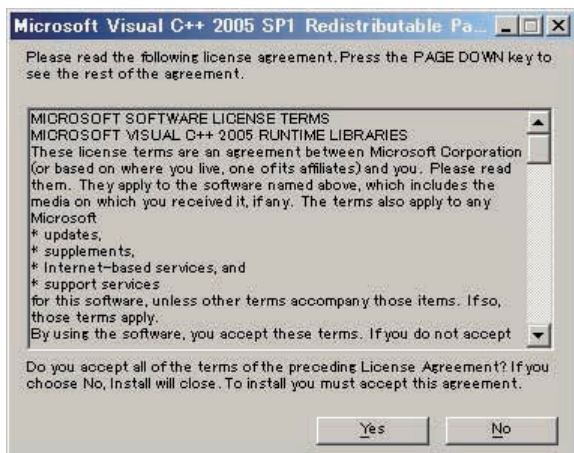 Microsoft Visual C++ 2005 SP1 Redistributable Pa...
Please read the following license agreement. Press the PAGE DOWN key to
see the rest of the agreement.
MICROSOFT SOFTWARE LICENSE TERMS
MICROSOFT VISUAL C++ 2005 RUNTIME LIBRARIES
These license terms are an agreement between Microsoft Corporation
(or based on where you live, one of its affiliates) and you. Please read
them. They apply to the software named above, which includes the
media on which you received it, if any. The terms also apply to any
Microsoft
* updates,
* supplements,
* Internet-based services, and
* support services
for this software, unless other terms accompany those items. If so,
those terms apply.
By using the software, you accept these terms. If you do not accept
Do you accept all of the terms of the preceding License Agreement? If you
choose No, Install will close. To install you must accept this agreement.
Yes
No